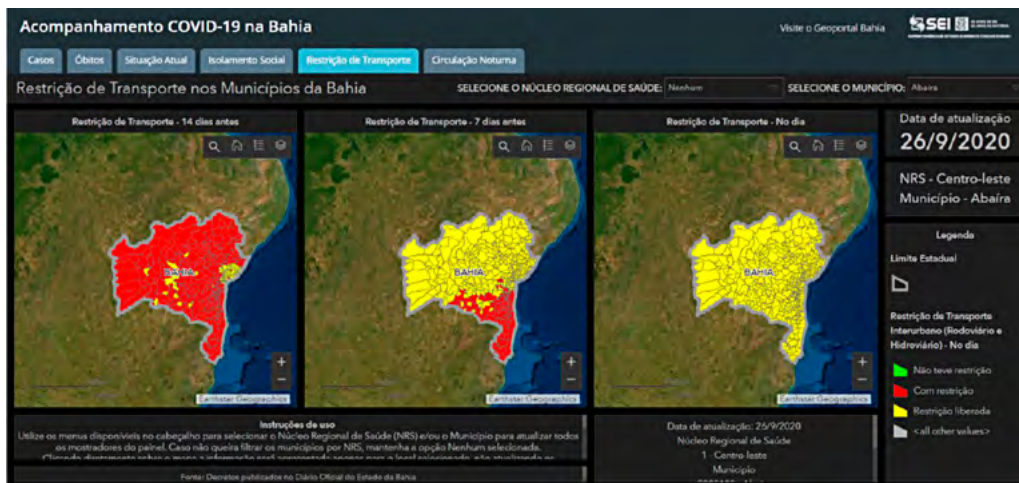 Acompanhamento COVID-19 na Bahia
Visite o Geoportal Bahia
SEI
Casos
Óbitos
Situação Atual
Isolamento Social
Restrição de Transporte
Circulação Noturna
Restrição de Transporte nos Municípios da Bahia
SELECIONE O NÚCLEO REGIONAL DE SAÚDE: Nenhum
SELECIONE O MUNICÍPIO: Abaíra
Restrição de Transporte - 14 dias antes
BAHIA
Earthstar Geographics
Restrição de Transporte - 7 dias antes
BAHIA
Earthstar Geographics
Restrição de Transporte - No dia
BAHIA
Earthstar Geographics
Data de atualização
26/9/2020
NRS - Centro-leste
Município - Abaíra
Legenda
Limite Estadual
Restrição de Transporte
Interurbano (Rodoviário e
Hidroviário) - No dia
Não teve restrição
Com restrição
Restrição liberada
<all other values>
Instruções de uso
Utilize os menus disponíveis no cabeçalho para selecionar o Núcleo Regional de Saúde (NRS) e/ou o Município para atualizar todos
os mostradores do painel. Caso não queira filtrar os municípios por NRS, mantenha a opção Nenhum selecionada.
Fonte: Decretos publicados no Diário Oficial do Estado da Bahia
Data de atualização: 26/9/2020
Núcleo Regional de Saúde
1 - Centro-leste
Município